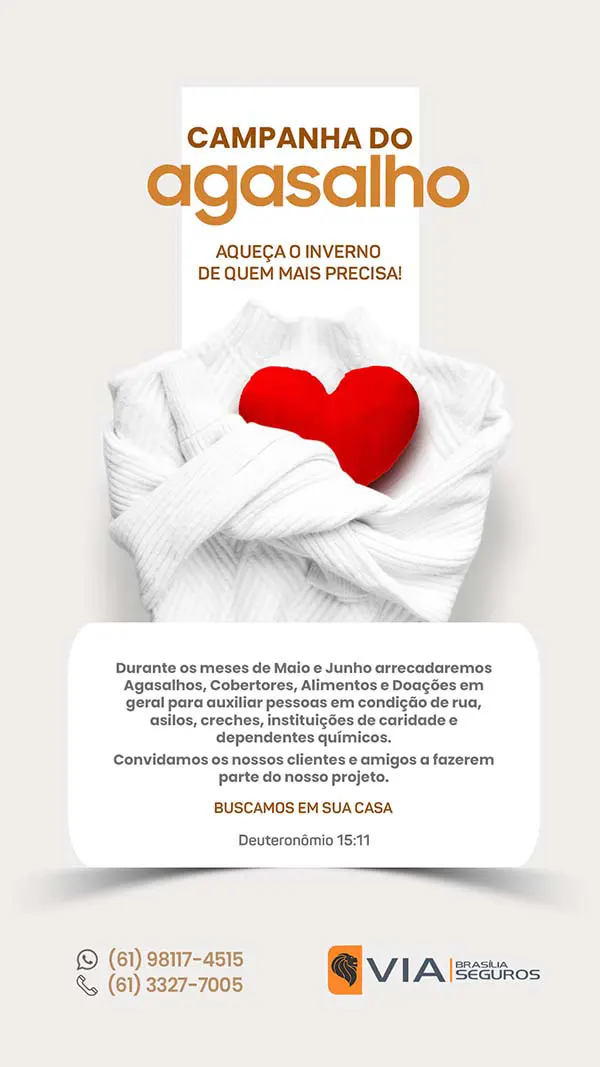 CAMPANHA DO
agasalho
AQUEÇA O INVERNO
DE QUEM MAIS PRECISA!
Durante os meses de Maio e Junho arrecadaremos
Agasalhos, Cobertores, Alimentos e Doações em
geral para auxiliar pessoas em condição de rua,
asilos, creches, instituições de caridade e
dependentes químicos.
Convidamos os nossos clientes e amigos a fazerem
parte do nosso projeto.
BUSCAMOS EM SUA CASA
Deuteronômio 15:11
(61) 98117-4515
(61) 3327-7005
VIA
BRASÍLIA
SEGUROS